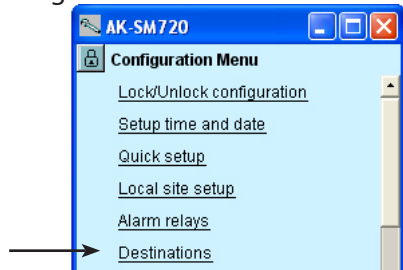 AK-SM720
Configuration Menu
Lock/Unlock configuration
Setup time and date
Quick setup
Local site setup
Alarm relays
Destinations